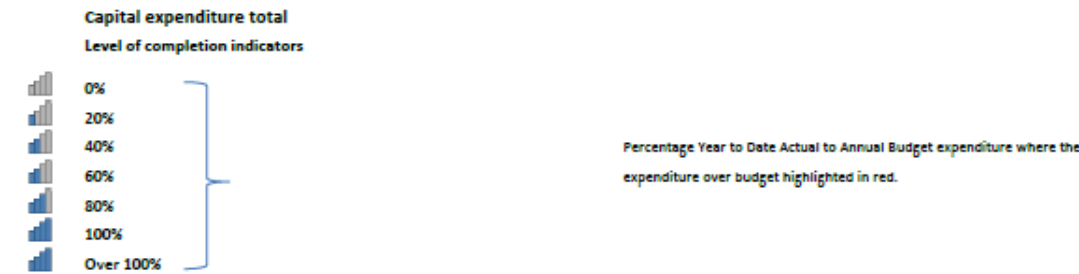 Capital expenditure total
Level of completion indicators
0%
20%
40%
60%
80%
100%
Over 100%
Percentage Year to Date Actual to Annual Budget expenditure where the
expenditure over budget highlighted in red.